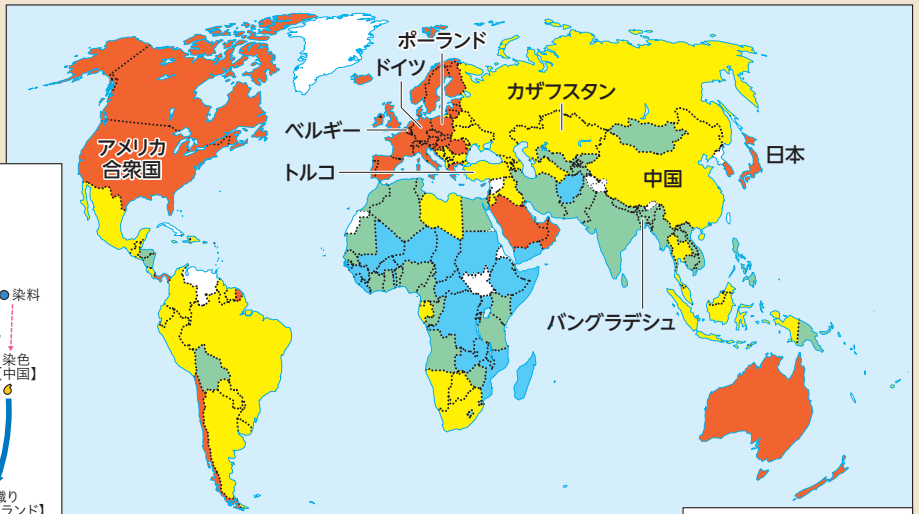 ポーランド
ドイツ
カザフスタン
ベルギー
アメリカ
合衆国
日本
トルコ
中国
染料
バングラデシュ
染色
中国】
織り
ランド】